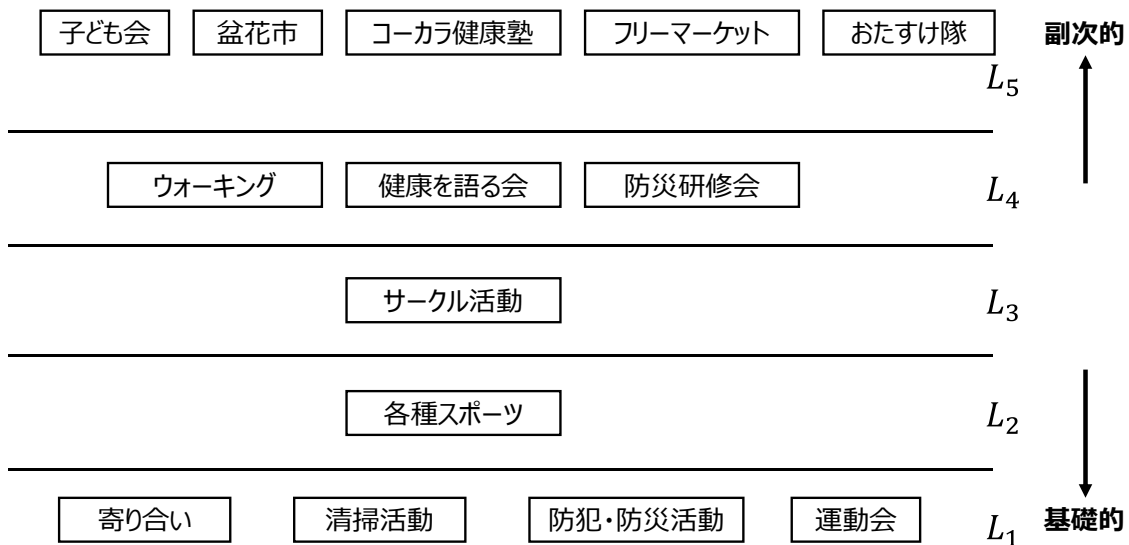 子ども会 盆花市 コーカラ健康塾 フリーマーケット おたすけ隊 副次的
L5
ウォーキング 健康を語る会 防災研修会 L4
サークル活動 L3
各種スポーツ L2
寄り合い 清掃活動 防犯・防災活動 運動会 L1 基礎的